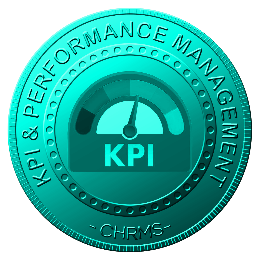 KPI & PERFORMANCE MANAGEMENT
KPI
~CHRMS~